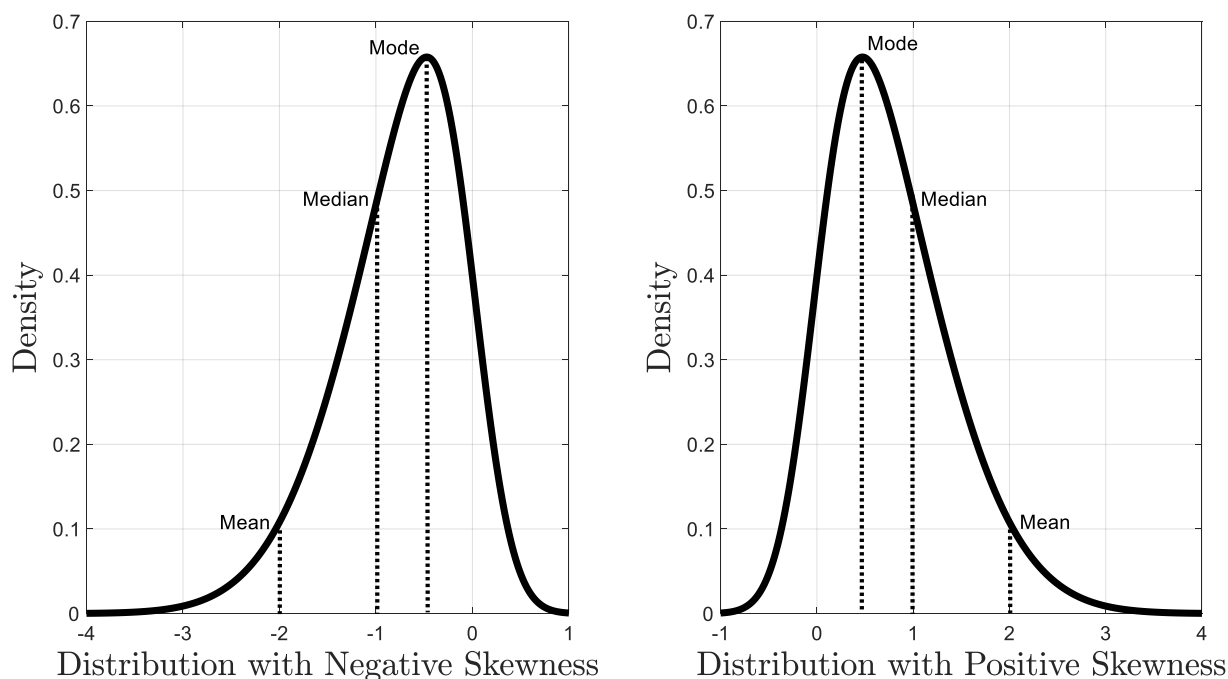 0.7
0.6
0.5
0.4
0.3
0.2
0.1
0
Density
Mode
Median
Mean
-4 -3 -2 -1 0 1
Distribution with Negative Skewness
0.7
0.6
0.5
0.4
0.3
0.2
0.1
0
Density
Mode
Median
Mean
-1 0 1 2 3 4
Distribution with Positive Skewness